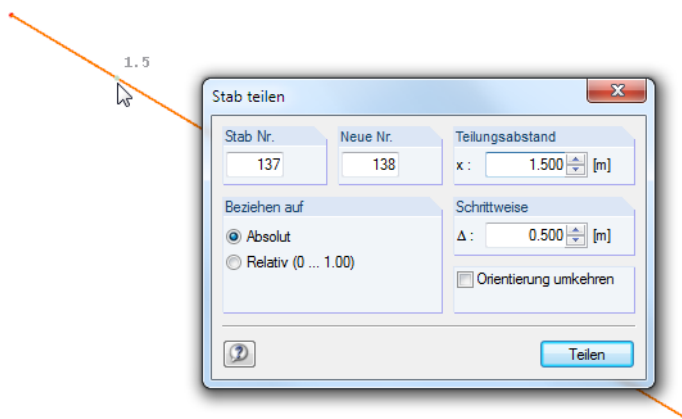 1.5
Stab teilen
Stab Nr.
Neue Nr.
Teilungsabstand
137
138
x : 1.500 [m]
Beziehen auf
Schrittweise
Absolut
Δ : 0.500 [m]
Relativ (0 ... 1.00)
Orientierung umkehren
Teilen